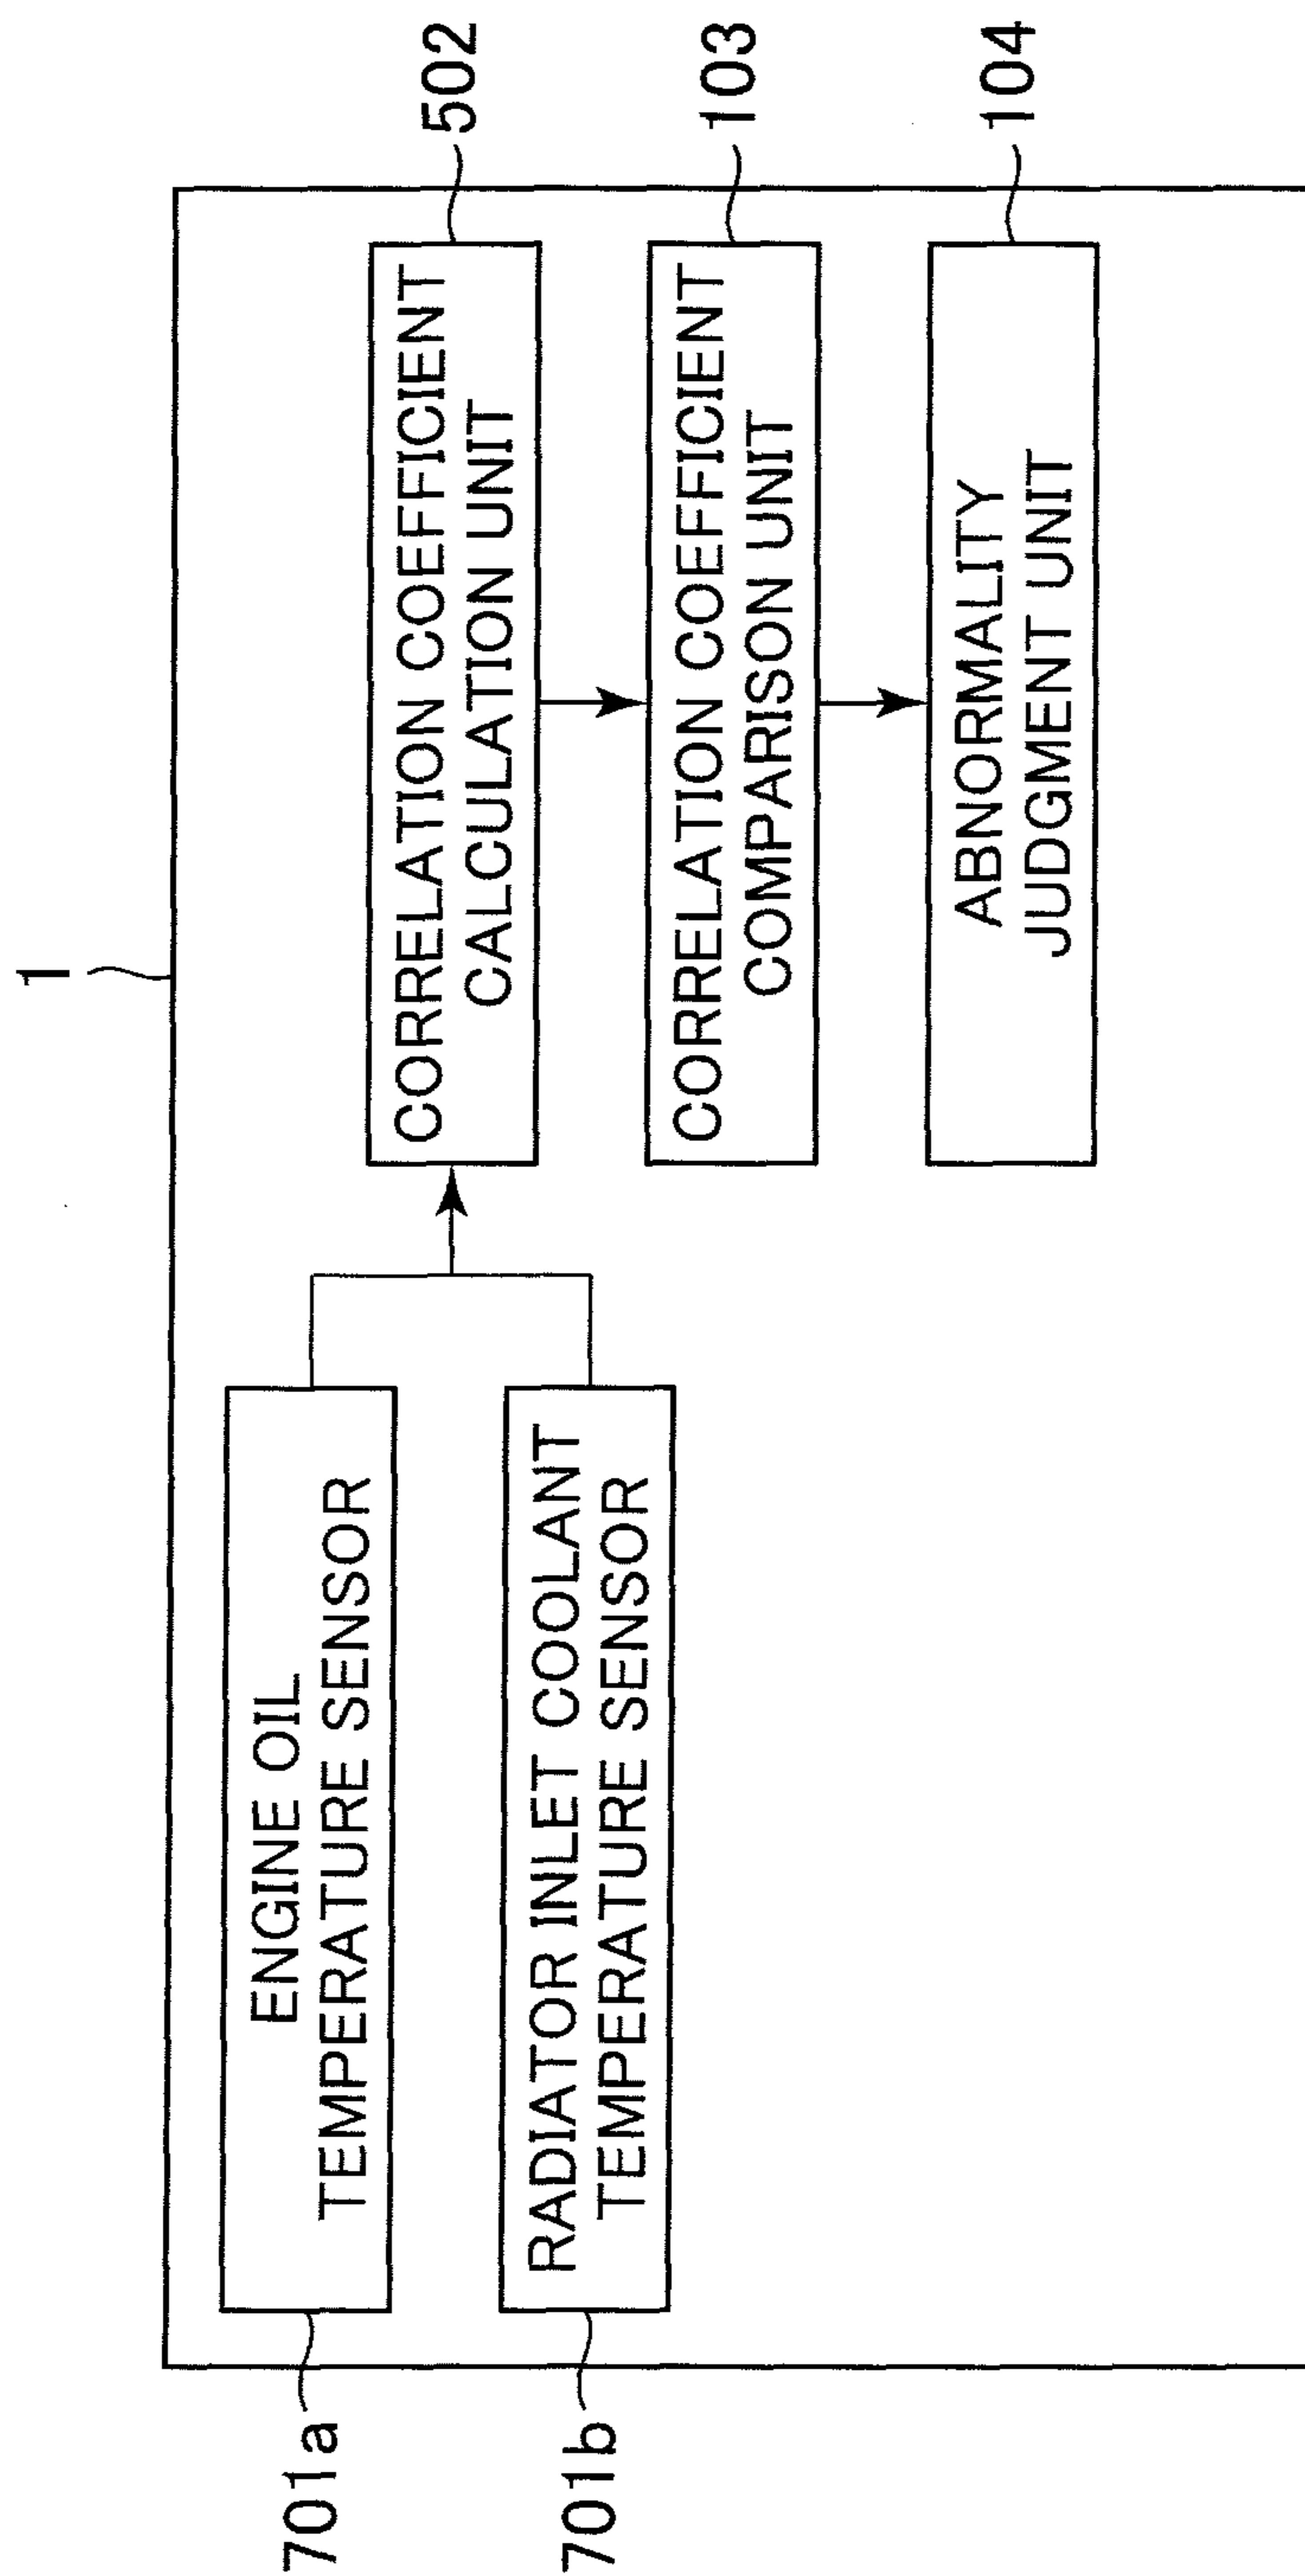 1
701a
ENGINE OIL
TEMPERATURE SENSOR
701b
RADIATOR INLET COOLANT
TEMPERATURE SENSOR
CORRELATION COEFFICIENT
CALCULATION UNIT
502
CORRELATION COEFFICIENT
COMPARISON UNIT
103
ABNORMALITY
JUDGMENT UNIT
104